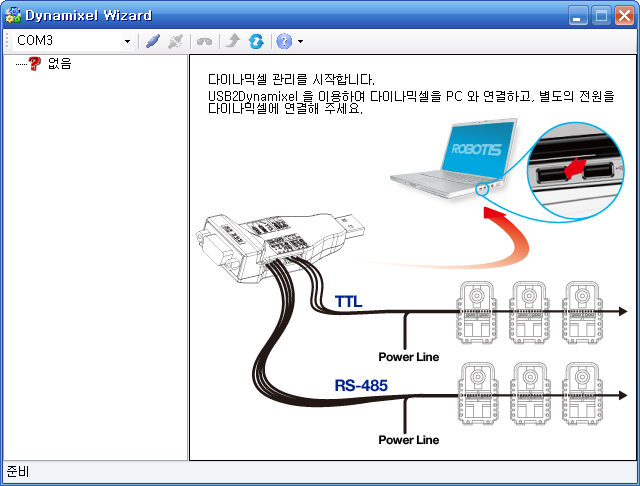 Dynamixel Wizard
COM3
없음
다이나믹셀 관리를 시작합니다.
USB2Dynamixel 을 이용하여 다이나믹셀을 PC 와 연결하고, 별도의 전원을
다이나믹셀에 연결해 주세요.
ROBOTIS
TTL
Power Line
RS-485
Power Line
준비